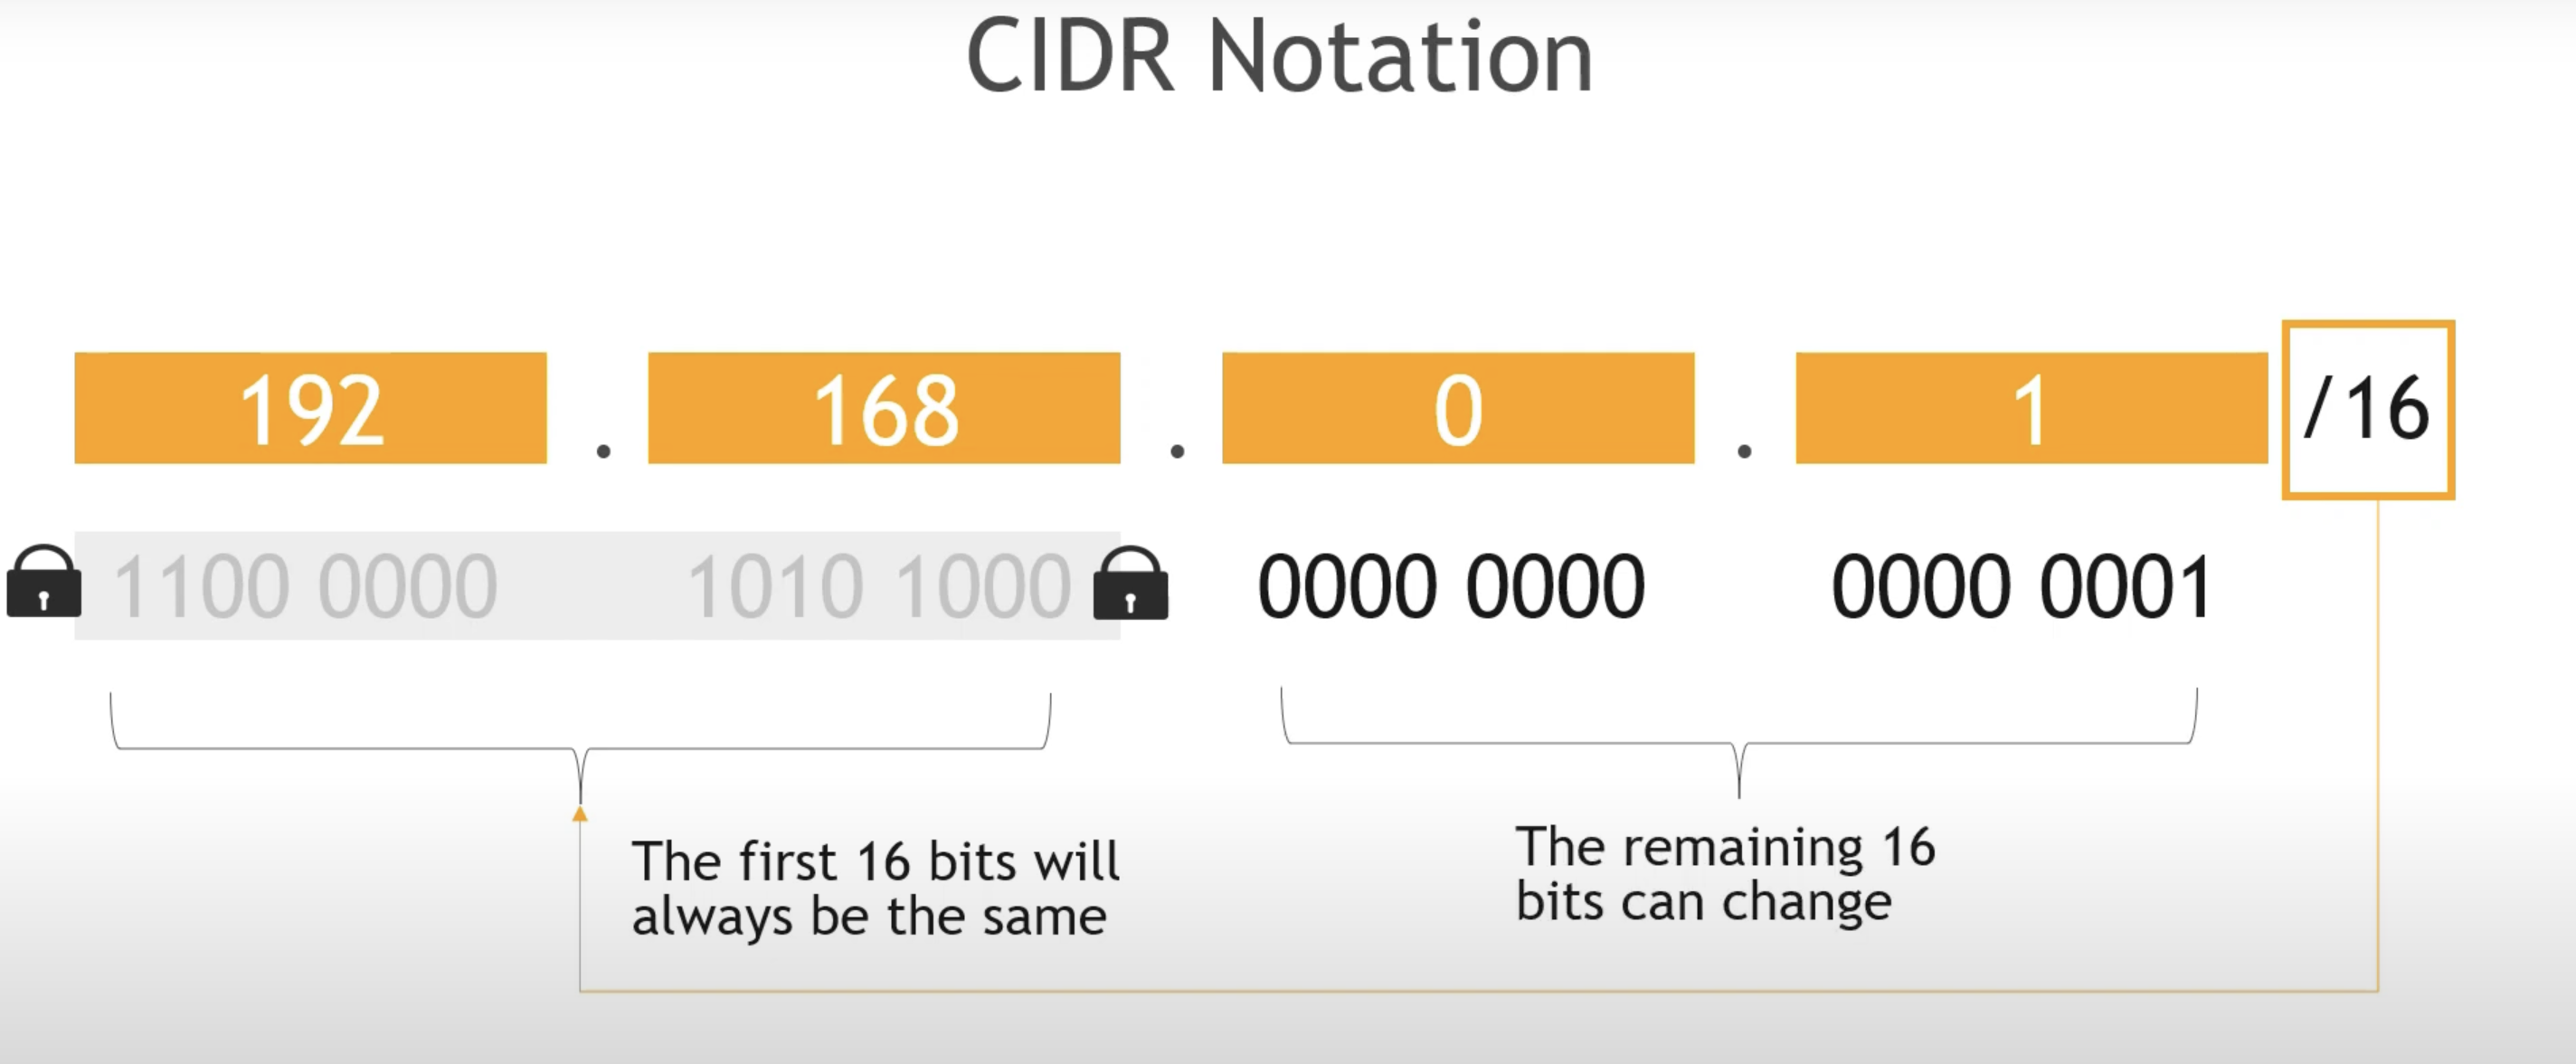 CIDR Notation
192 . 168 . 0 . 1 /16
1100 0000 1010 1000 0000 0000 0000 0001
The first 16 bits will
always be the same
The remaining 16
bits can change